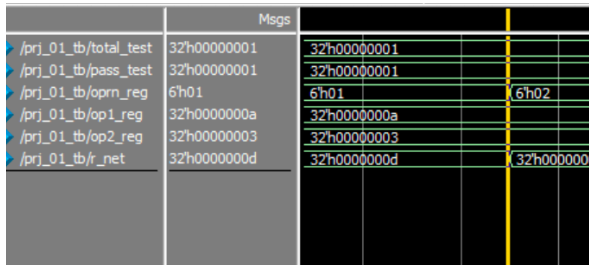 Msgs
/prj_01_tb/total_test 32'h00000001 32'h00000001
/prj_01_tb/pass_test 32'h00000001 32'h00000001
/prj_01_tb/oprn_reg 6'h01 6'h01 6'h02
/prj_01_tb/op1_reg 32'h0000000a 32'h0000000a
/prj_01_tb/op2_reg 32'h00000003 32'h00000003
/prj_01_tb/r_net 32'h0000000d 32'h0000000d 32'h000000